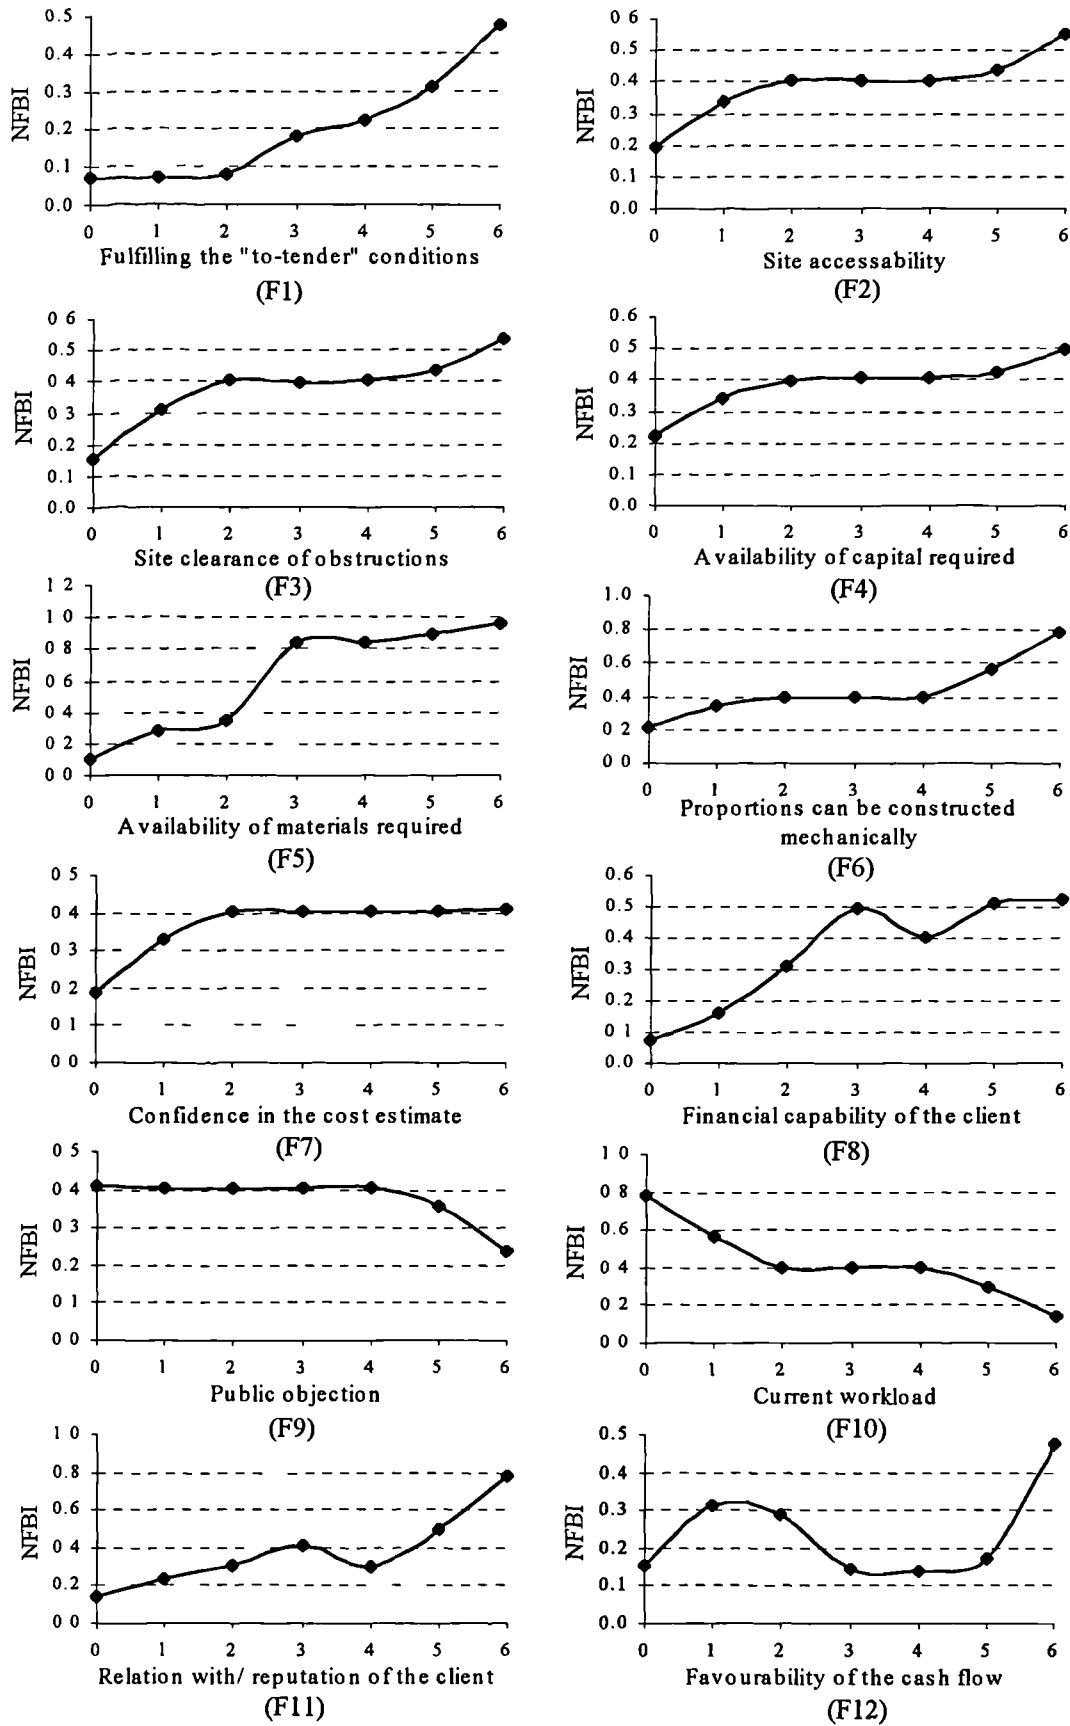 0.5
0.4
0.3
0.2
0.1
0.0
NFBI
0 1 2 3 4 5 6
Fulfilling the "to-tender" conditions
(F1)
0 6
0.5
0.4
0.3
0.2
0.1
0.0
NFBI
0 1 2 3 4 5 6
Site accessability
(F2)
0 6
0.5
0 4
0.3
0.2
0.1
0.0
NFBI
0 1 2 3 4 5 6
Site clearance of obstructions
(F3)
0 6
0 5
0 4
0.3
0 2
0 1
0.0
NFBI
0 1 2 3 4 5 6
Availability of capital required
(F4)
1 2
1 0
0.8
0 6
0 4
0 2
0 0
NFBI
0 1 2 3 4 5 6
Availability of materials required
(F5)
1.0
0.8
0.6
0.4
0 2
0 0
NFBI
0 1 2 3 4 5 6
Proportions can be constructed
mechanically
(F6)
0 5
0.4
0.3
0 2
0 1
0 0
NFBI
0 1 2 3 4 5 6
Confidence in the cost estimate
(F7)
0.6
0.5
0.4
0.3
0.2
0 1
0.0
NFBI
0 1 2 3 4 5 6
Financial capability of the client
(F8)
0 5
0 4
0 3
0.2
0 1
0 0
NFBI
0 1 2 3 4 5 6
Public objection
(F9)
1 0
0 8
0 6
0 4
0 2
0 0
NFBI
0 1 2 3 4 5 6
Current workload
(F10)
1 0
0.8
0.6
0 4
0.2
0 0
NFBI
0 1 2 3 4 5 6
Relation with/ reputation of the client
(F11)
0.5
0.4
0.3
0.2
0.1
0.0
NFBI
0 1 2 3 4 5 6
Favourability of the cash flow
(F12)